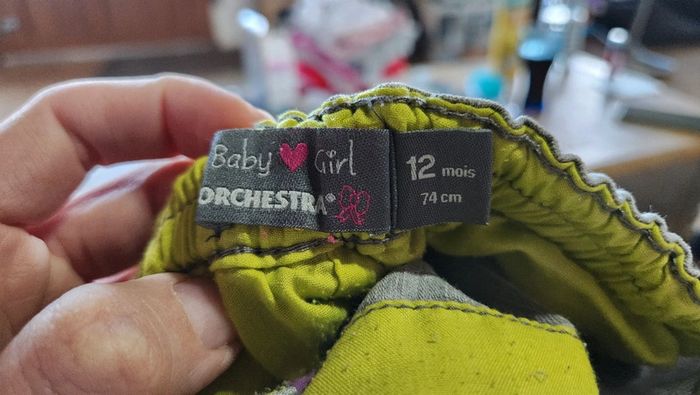 Baby Girl
ORCHESTRA®
12 mois
74 cm